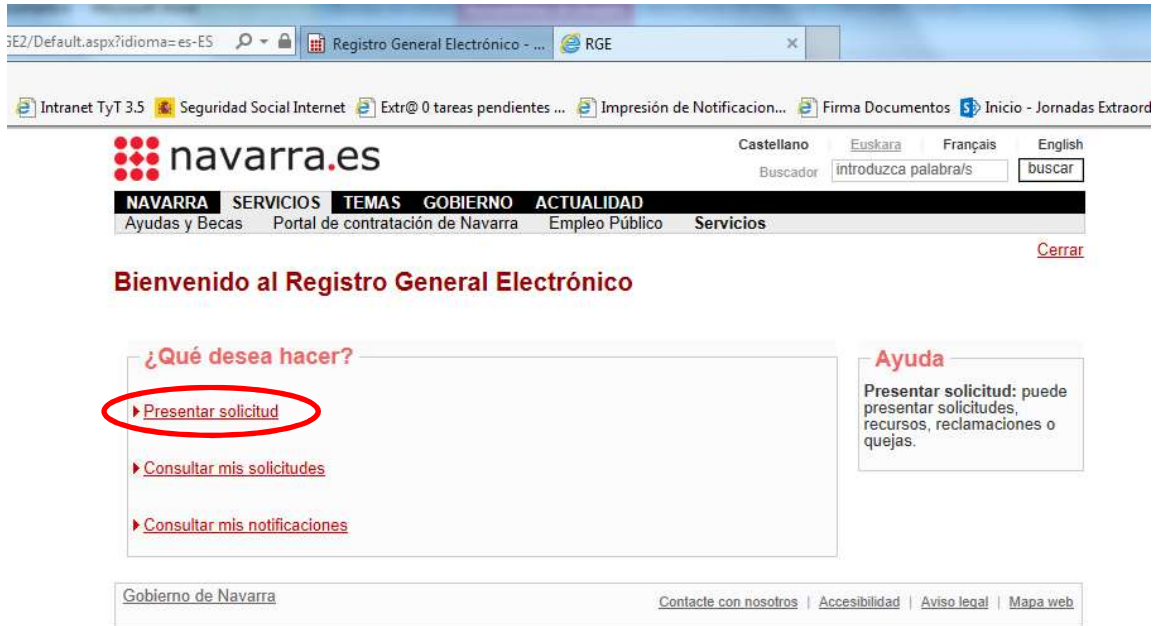 GE2/Default.aspx?idioma=es-ES
Registro General Electrónico - ...
RGE
Intranet TyT 3.5 Seguridad Social Internet Extr@ 0 tareas pendientes ... Impresión de Notificacion... Firma Documentos Inicio - Jornadas Extraord
navarra.es
Castellano Euskara Français English
Buscador introduzca palabra/s buscar
NAVARRA SERVICIOS TEMAS GOBIERNO ACTUALIDAD
Ayudas y Becas Portal de contratación de Navarra Empleo Público Servicios
Cerrar
Bienvenido al Registro General Electrónico
¿Qué desea hacer?
Presentar solicitud
Consultar mis solicitudes
Consultar mis notificaciones
Ayuda
Presentar solicitud: puede
presentar solicitudes,
recursos, reclamaciones o
quejas.
Gobierno de Navarra
Contacte con nosotros | Accesibilidad | Aviso legal | Mapa web